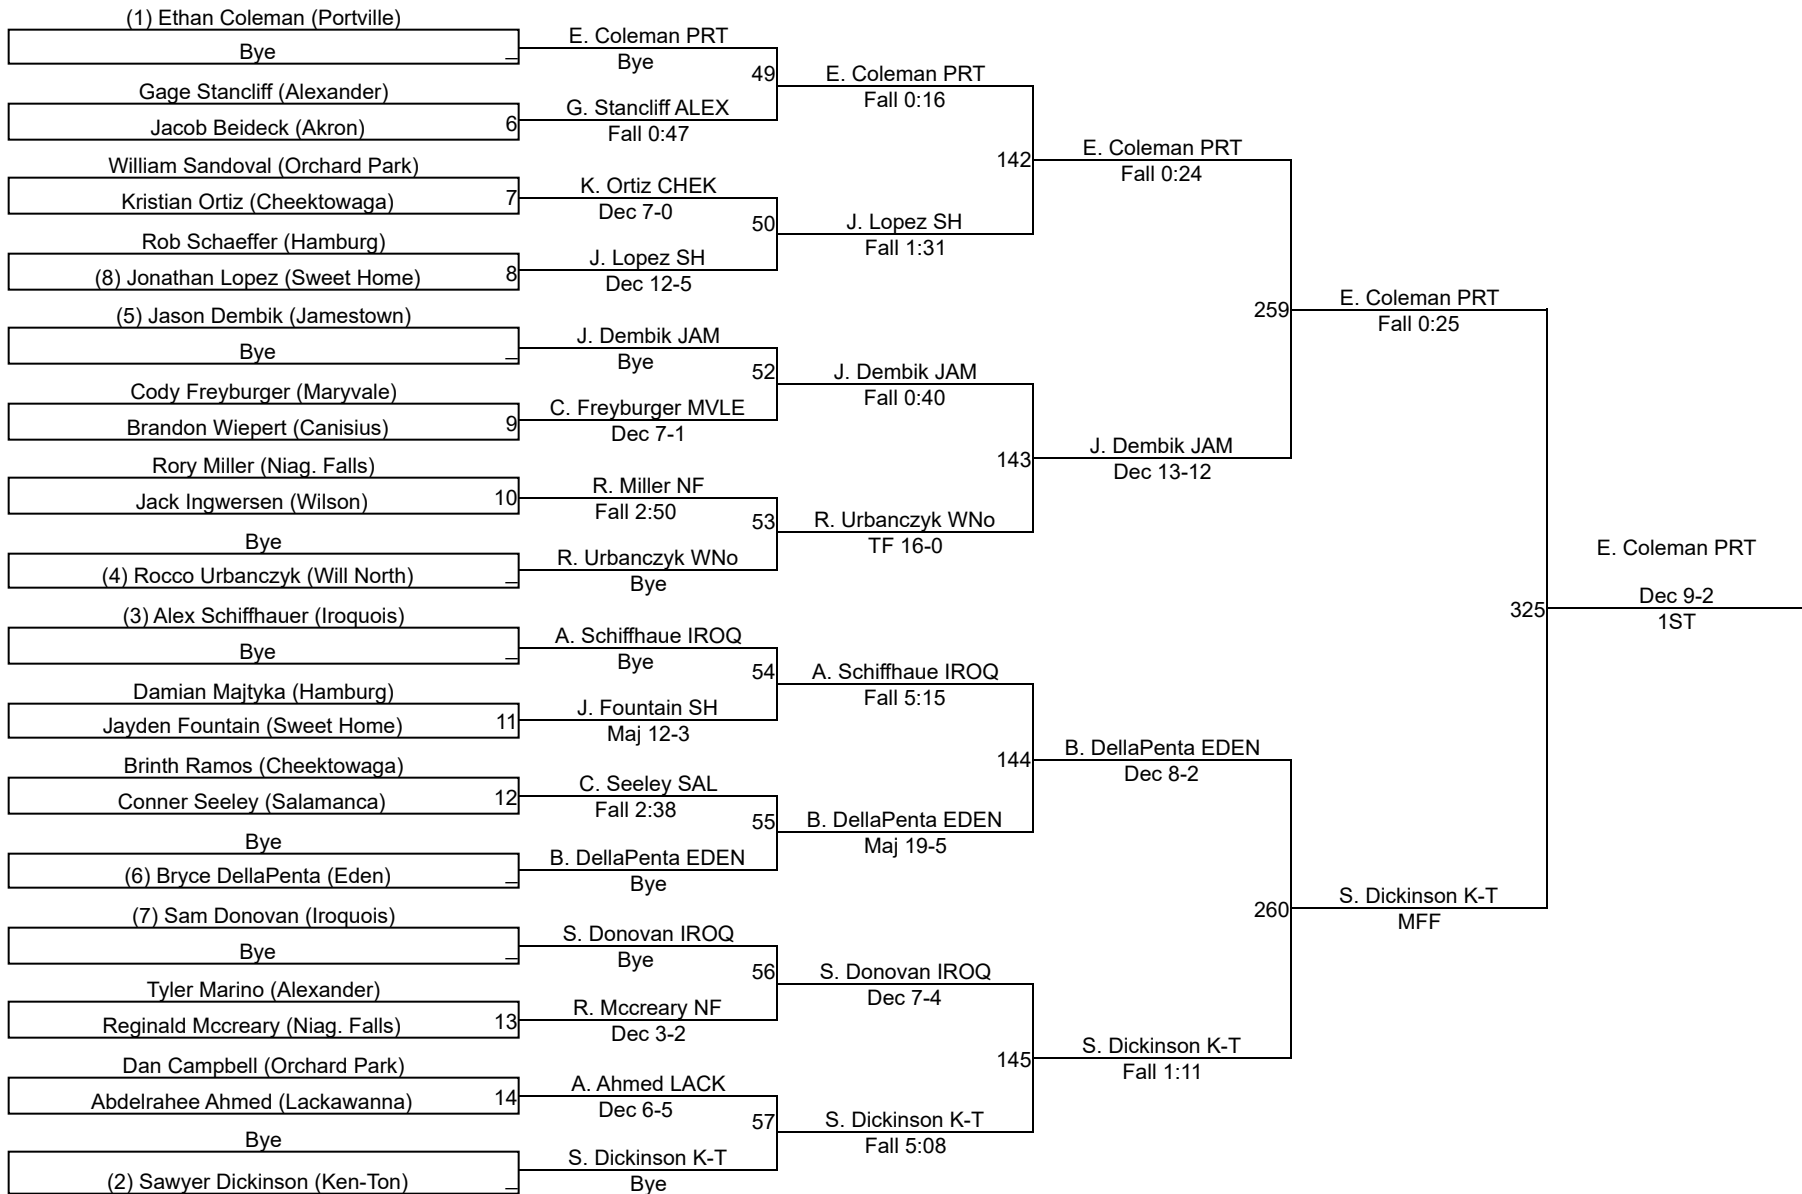 (1) Ethan Coleman (Portville)
Bye
_
Gage Stancliff (Alexander)
Jacob Beideck (Akron)
6
William Sandoval (Orchard Park)
Kristian Ortiz (Cheektowaga)
7
Rob Schaeffer (Hamburg)
(8) Jonathan Lopez (Sweet Home)
8
(5) Jason Dembik (Jamestown)
Bye
_
Cody Freyburger (Maryvale)
Brandon Wiepert (Canisius)
9
Rory Miller (Niag. Falls)
Jack Ingwersen (Wilson)
10
Bye
(4) Rocco Urbanczyk (Will North)
_
(3) Alex Schiffhauer (Iroquois)
Bye
_
Damian Majtyka (Hamburg)
Jayden Fountain (Sweet Home)
11
Brinth Ramos (Cheektowaga)
Conner Seeley (Salamanca)
12
Bye
(6) Bryce DellaPenta (Eden)
_
(7) Sam Donovan (Iroquois)
Bye
_
Tyler Marino (Alexander)
Reginald Mccreary (Niag. Falls)
13
Dan Campbell (Orchard Park)
Abdelrahee Ahmed (Lackawanna)
14
Bye
(2) Sawyer Dickinson (Ken-Ton)
_
E. Coleman PRT
Bye
49
G. Stancliff ALEX
Fall 0:47
K. Ortiz CHEK
Dec 7-0
50
J. Lopez SH
Dec 12-5
J. Dembik JAM
Bye
52
C. Freyburger MVLE
Dec 7-1
R. Miller NF
Fall 2:50
53
R. Urbanczyk WNo
Bye
A. Schiffhaue IROQ
Bye
54
J. Fountain SH
Maj 12-3
C. Seeley SAL
Fall 2:38
55
B. DellaPenta EDEN
Bye
S. Donovan IROQ
Bye
56
R. Mccreary NF
Dec 3-2
A. Ahmed LACK
Dec 6-5
57
S. Dickinson K-T
Bye
E. Coleman PRT
Fall 0:16
142
J. Lopez SH
Fall 1:31
J. Dembik JAM
Fall 0:40
143
R. Urbanczyk WNo
TF 16-0
A. Schiffhaue IROQ
Fall 5:15
144
B. DellaPenta EDEN
Maj 19-5
S. Donovan IROQ
Dec 7-4
145
S. Dickinson K-T
Fall 5:08
E. Coleman PRT
Fall 0:24
259
J. Dembik JAM
Dec 13-12
B. DellaPenta EDEN
Dec 8-2
260
S. Dickinson K-T
Fall 1:11
E. Coleman PRT
Fall 0:25
325
S. Dickinson K-T
MFF
E. Coleman PRT
Dec 9-2
1ST